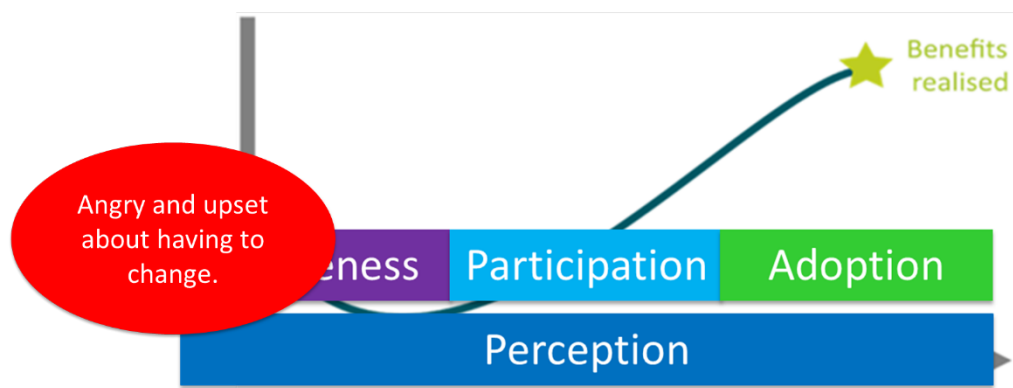 Benefits
realised
Angry and upset
about having to
change.
eness Participation Adoption
Perception